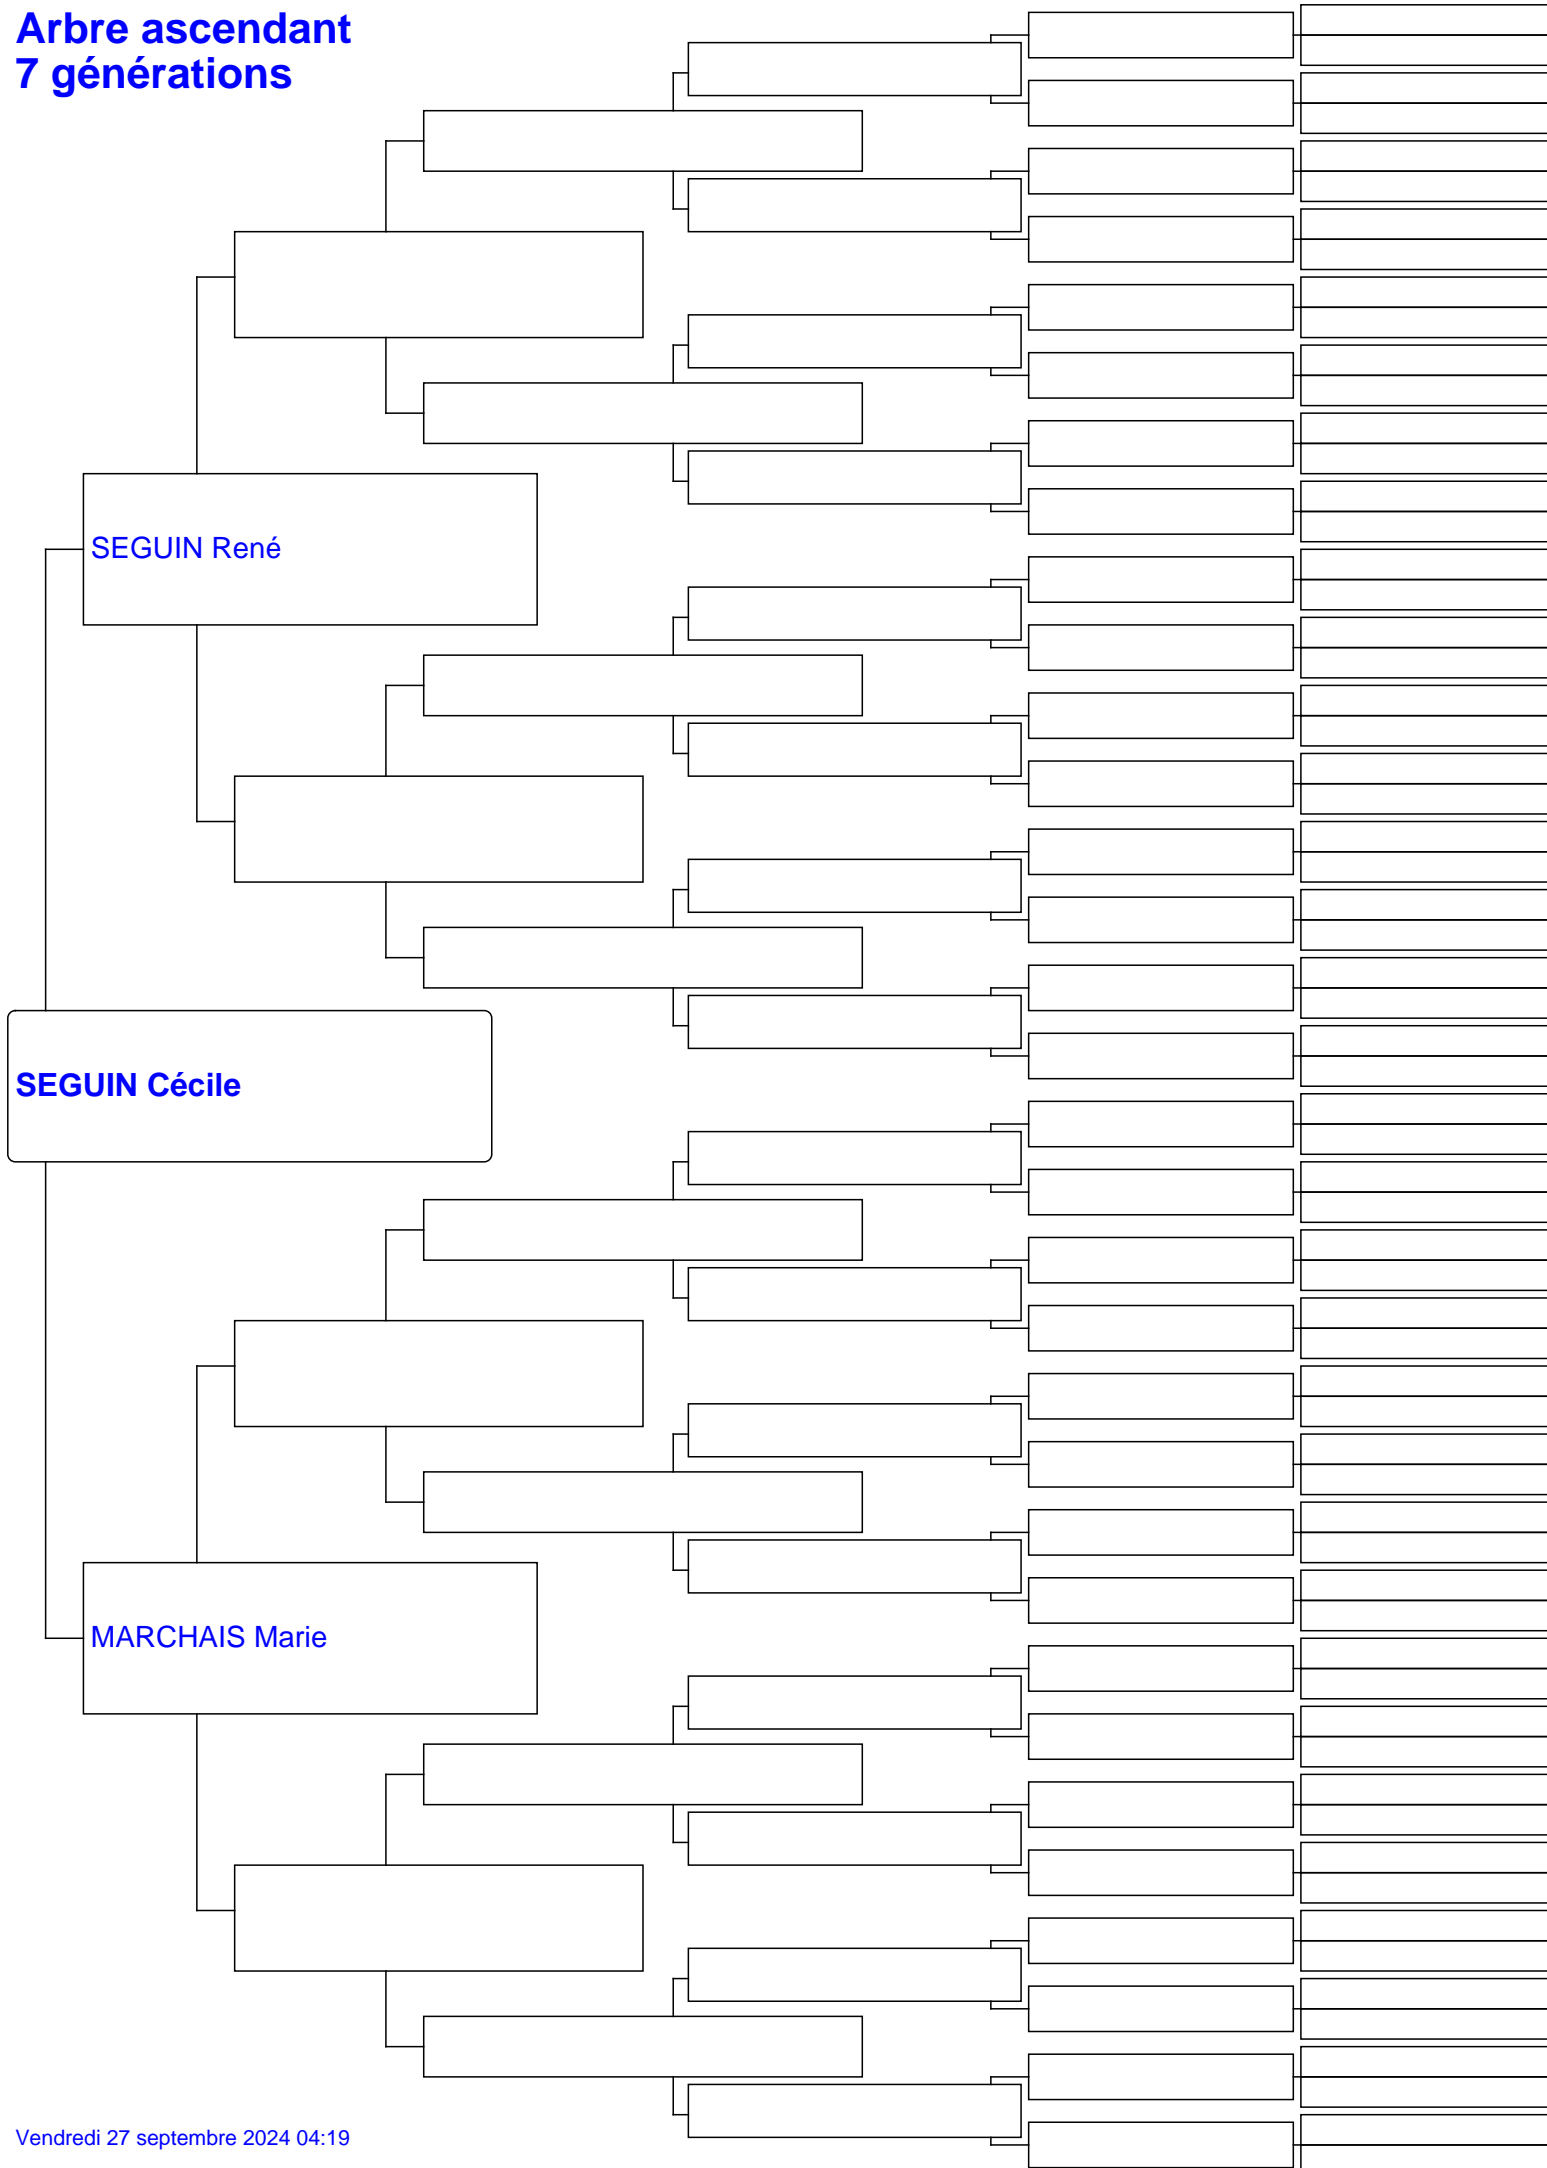 Arbre ascendant
7 générations
SEGUIN René
SEGUIN Cécile
MARCHAIS Marie
Vendredi 27 septembre 2024 04:19